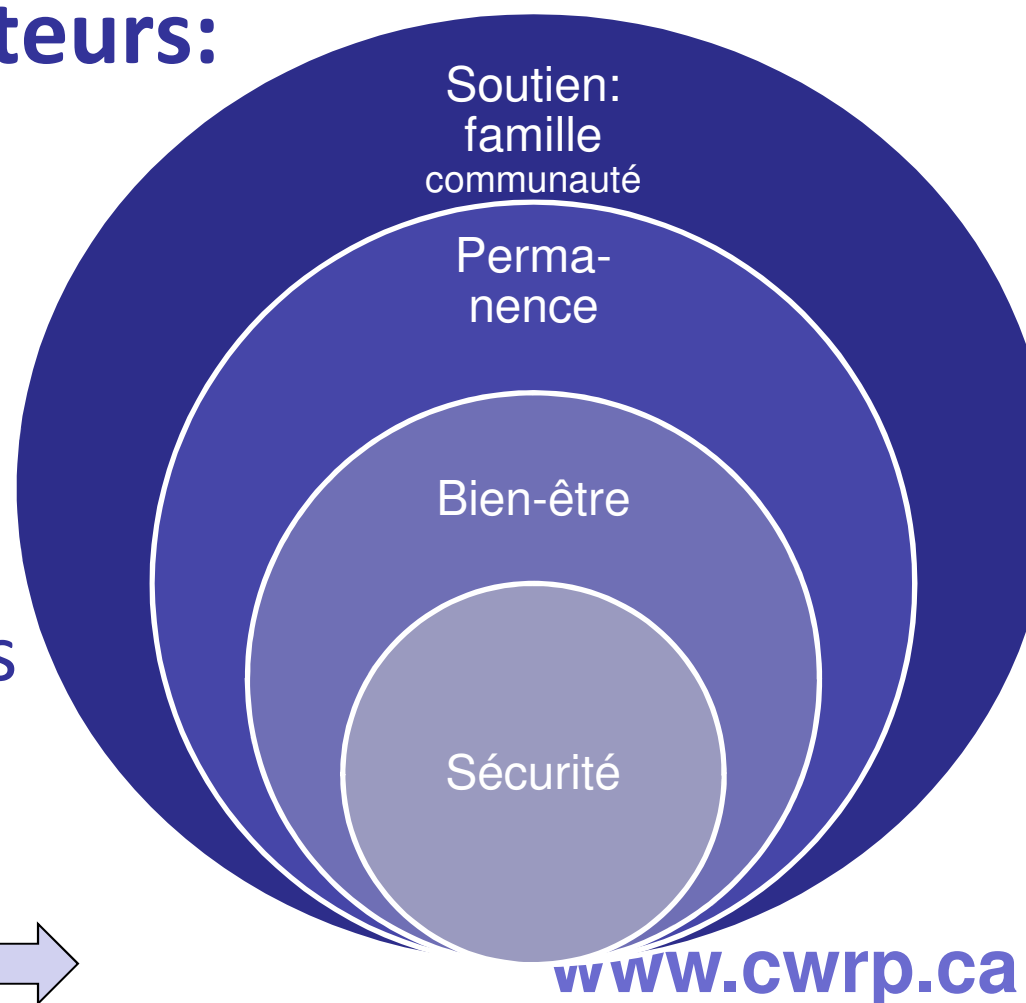 teurs:
Soutien:
famille
communauté
Perma-
nence
Bien-être
s
Sécurité
www.cwrp.ca